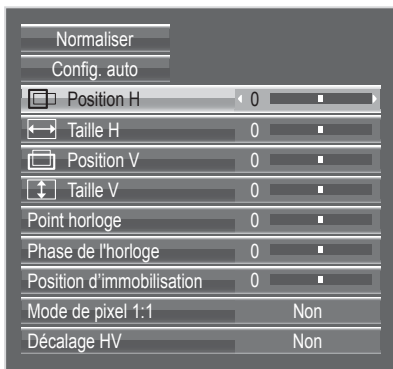 Normaliser
Config. auto
Position H 0
Taille H 0
Position V 0
Taille V 0
Point horloge 0
Phase de l'horloge 0
Position d’immobilisation 0
Mode de pixel 1:1 Non
Décalage HV Non